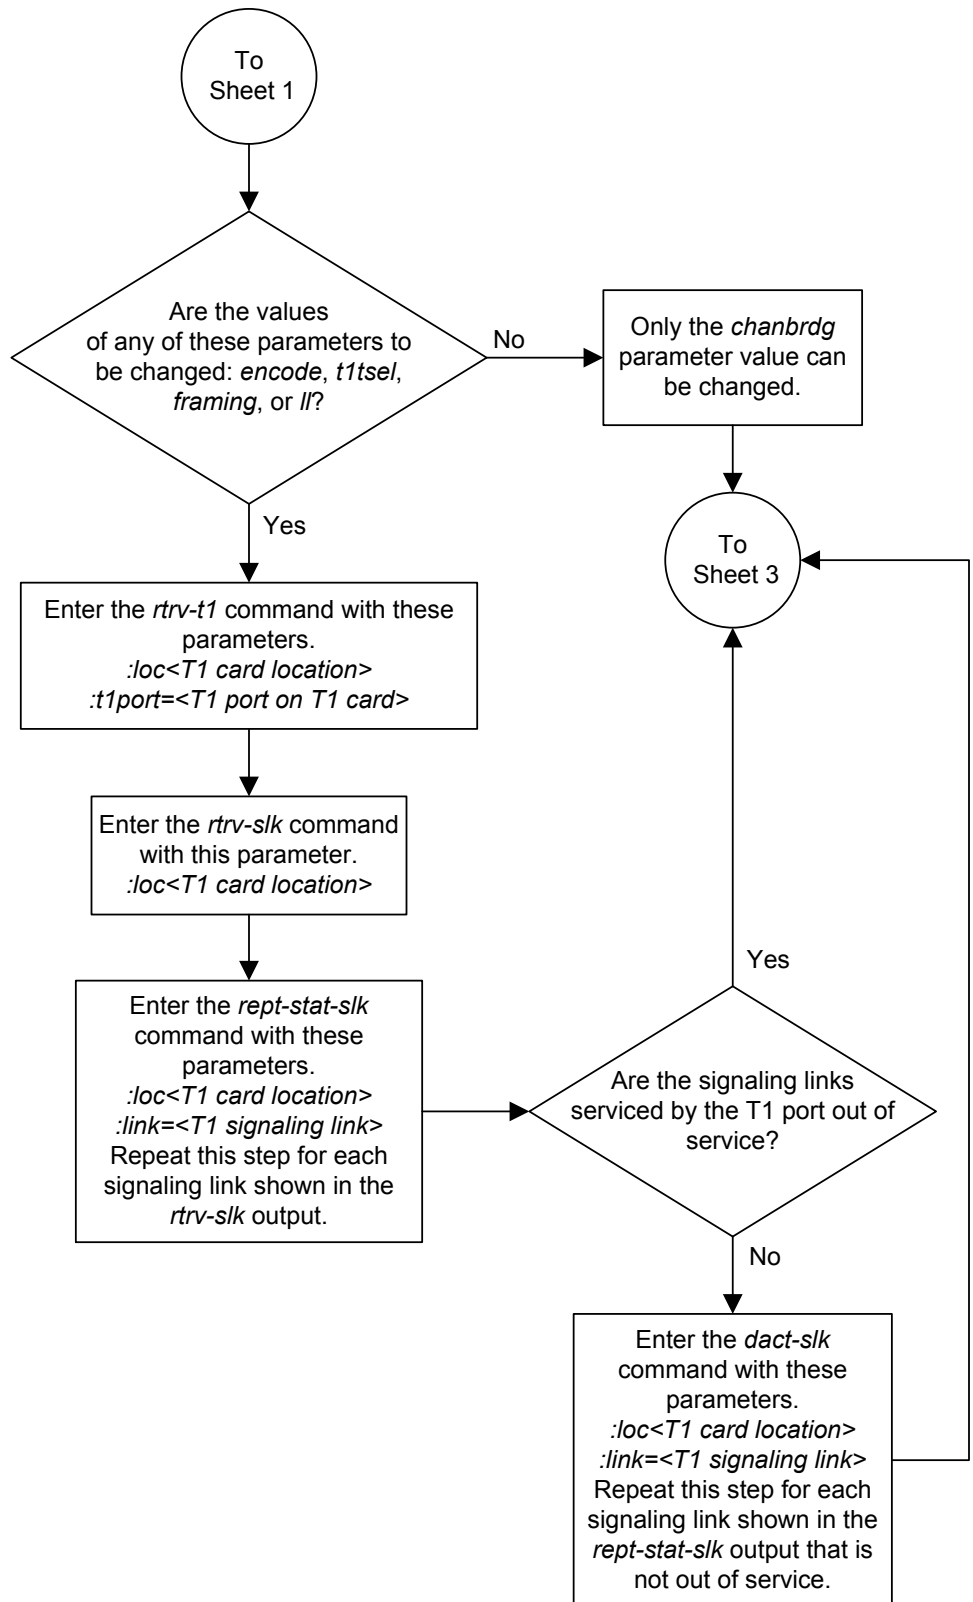 To
Sheet 1
Are the values
of any of these parameters to
be changed: encode, t1tsel,
framing, or ll?
No
Only the chanbrdg
parameter value can
be changed.
Yes
To
Sheet 3
Enter the rtrv-t1 command with these
parameters.
:loc<T1 card location>
:t1port=<T1 port on T1 card>
Enter the rtrv-slk command
with this parameter.
:loc<T1 card location>
Enter the rept-stat-slk
command with these
parameters.
:loc<T1 card location>
:link=<T1 signaling link>
Repeat this step for each
signaling link shown in the
rtrv-slk output.
Yes
Are the signaling links
serviced by the T1 port out of
service?
No
Enter the dact-slk
command with these
parameters.
:loc<T1 card location>
:link=<T1 signaling link>
Repeat this step for each
signaling link shown in the
rept-stat-slk output that is
not out of service.